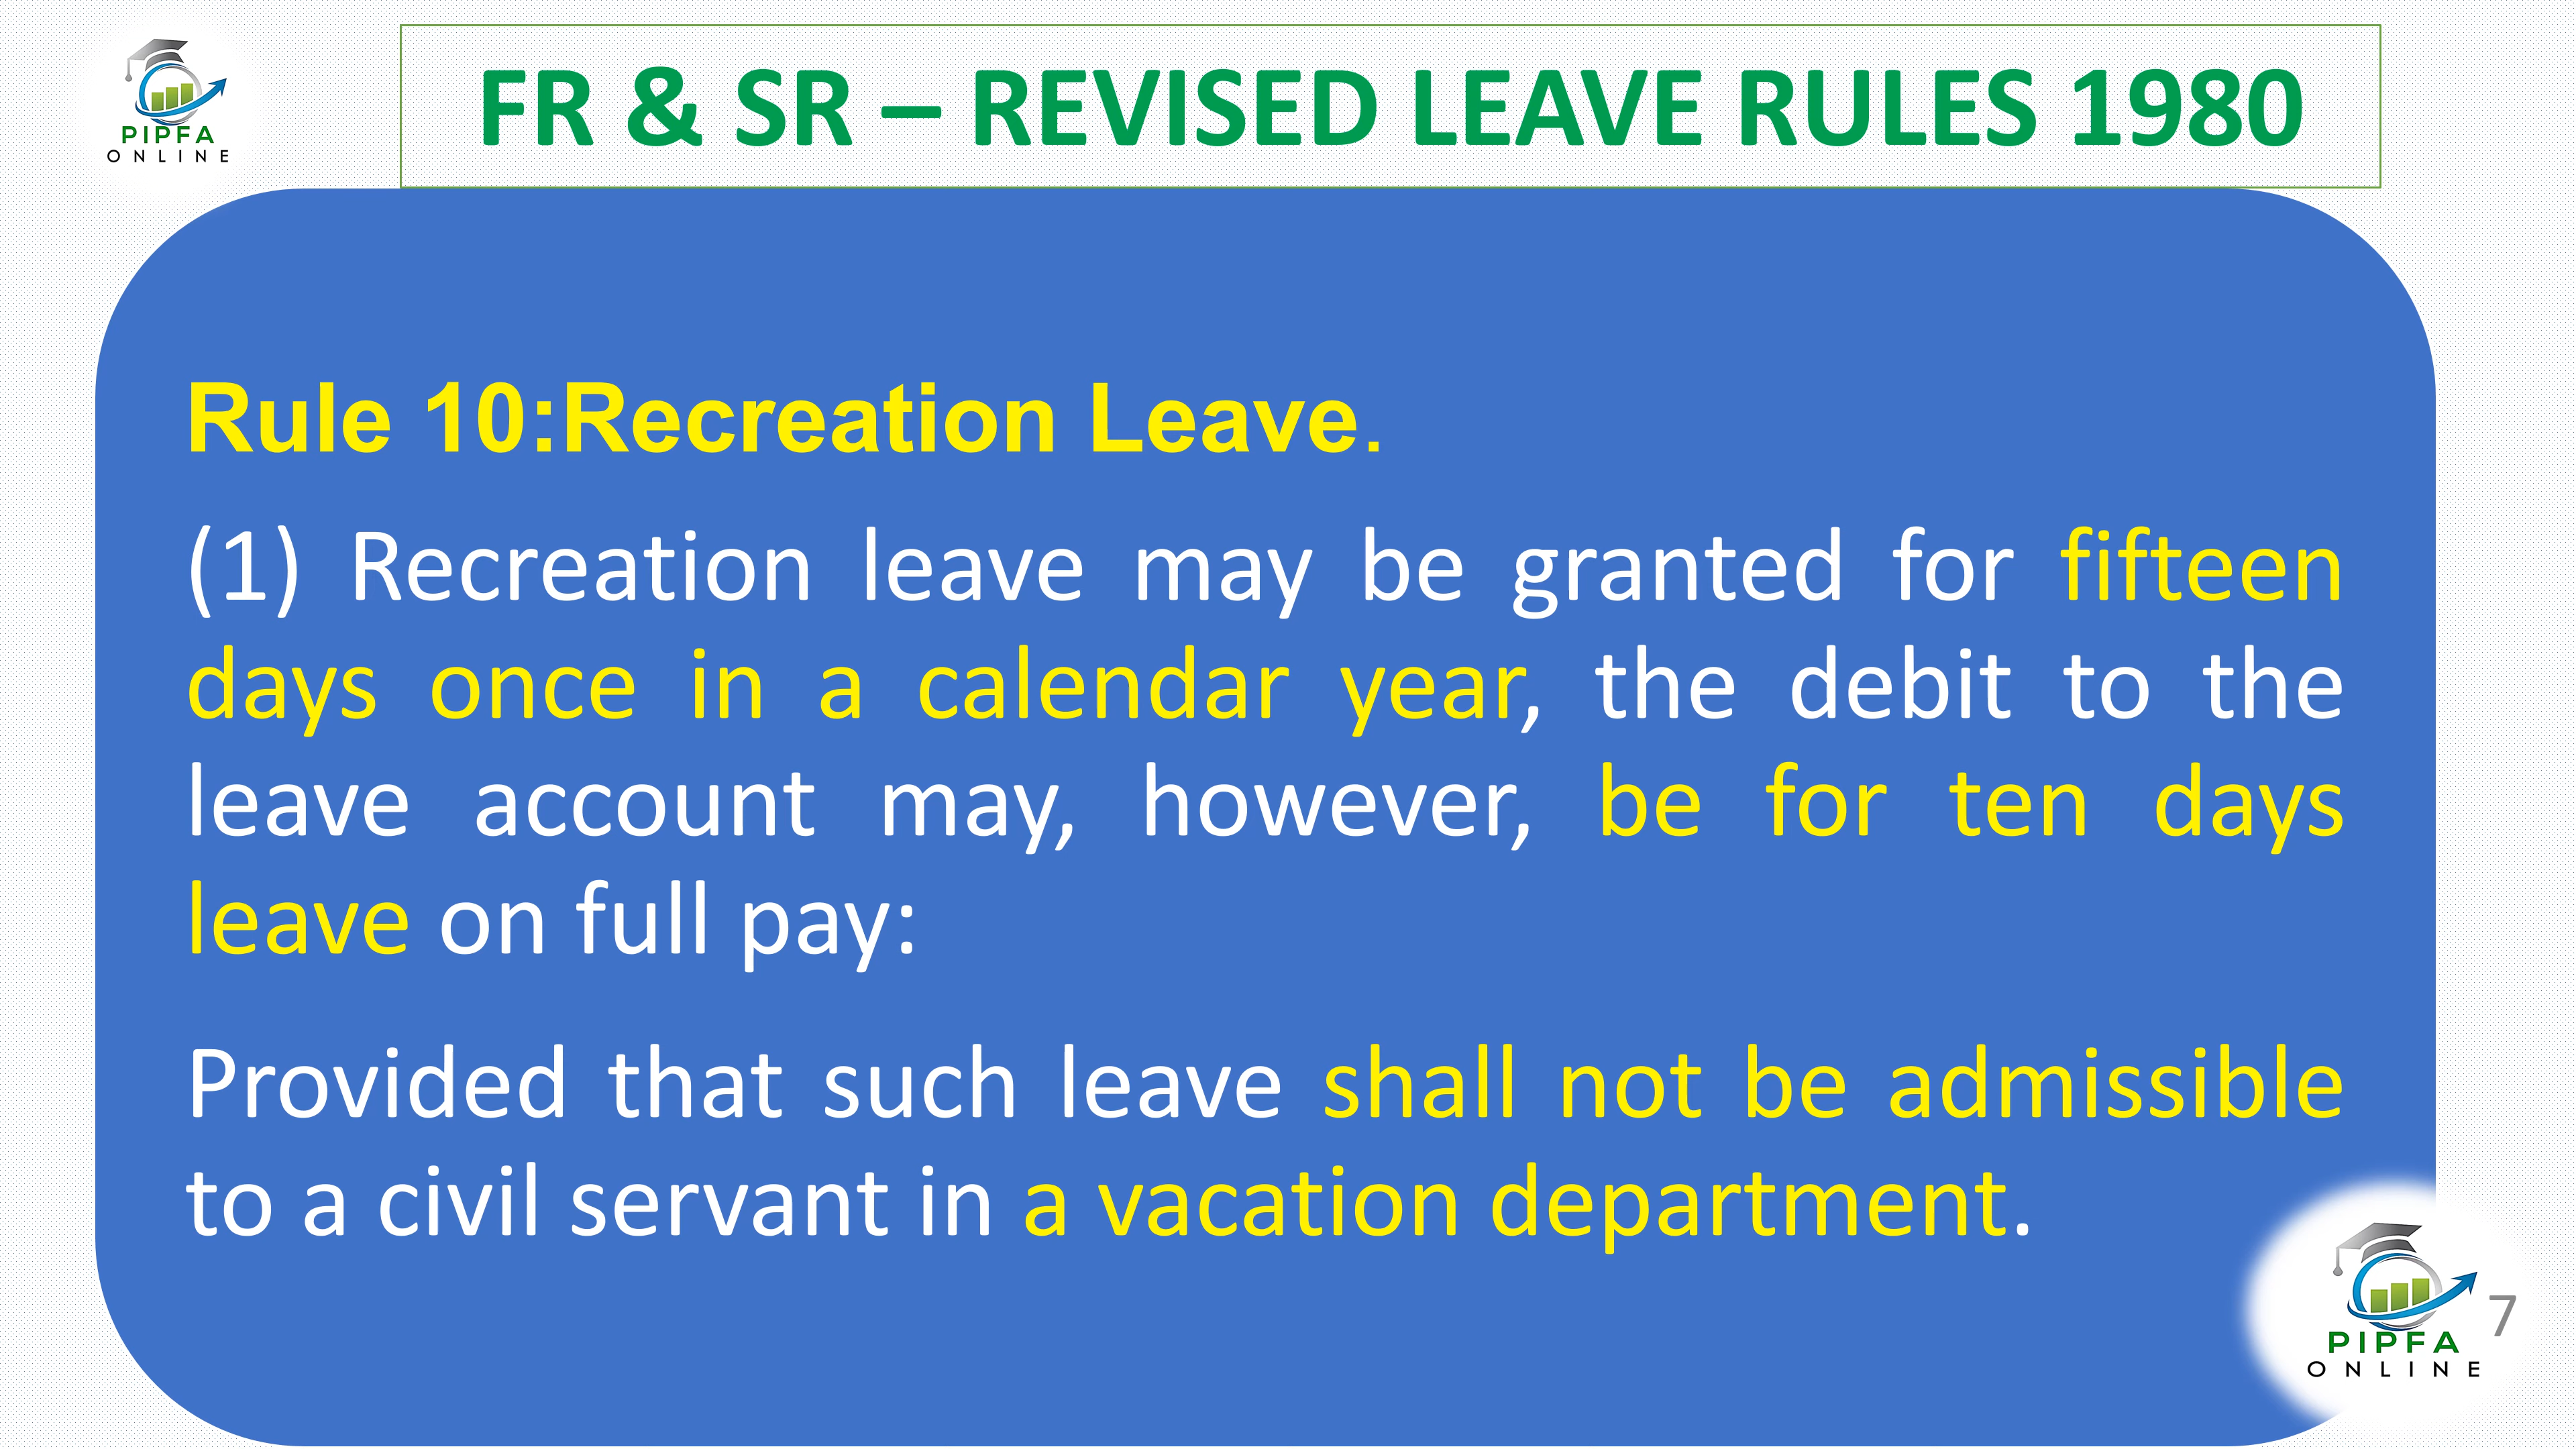 PIPFA
ONLINE
FR & SR – REVISED LEAVE RULES 1980
Rule 10:Recreation Leave.
(1) Recreation leave may be granted for fifteen
days once in a calendar year, the debit to the
leave account may, however, be for ten days
leave on full pay:
Provided that such leave shall not be admissible
to a civil servant in a vacation department.
PIPFA
ONLINE
7